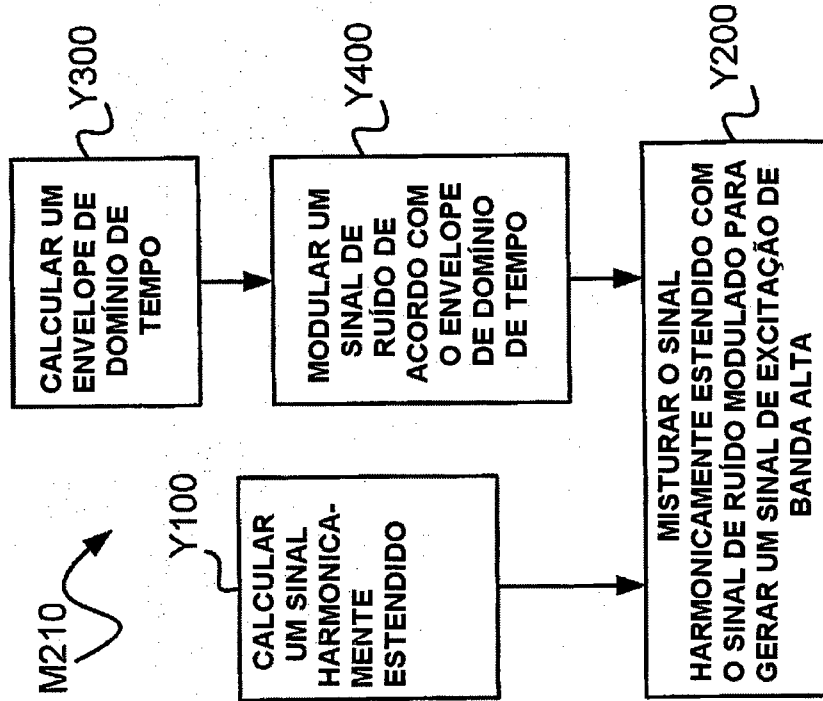 M210
Y100
CALCULAR
UM SINAL
HARMONICA-
MENTE
ESTENDIDO
Y300
CALCULAR UM
ENVELOPE DE
DOMÍNIO DE
TEMPO
Y400
MODULAR UM
SINAL DE
RUÍDO DE
ACORDO COM
O ENVELOPE
DE DOMÍNIO
DE TEMPO
Y200
MISTURAR O SINAL
HARMONICAMENTE ESTENDIDO COM
O SINAL DE RUÍDO MODULADO PARA
GERAR UM SINAL DE EXCITAÇÃO DE
BANDA ALTA